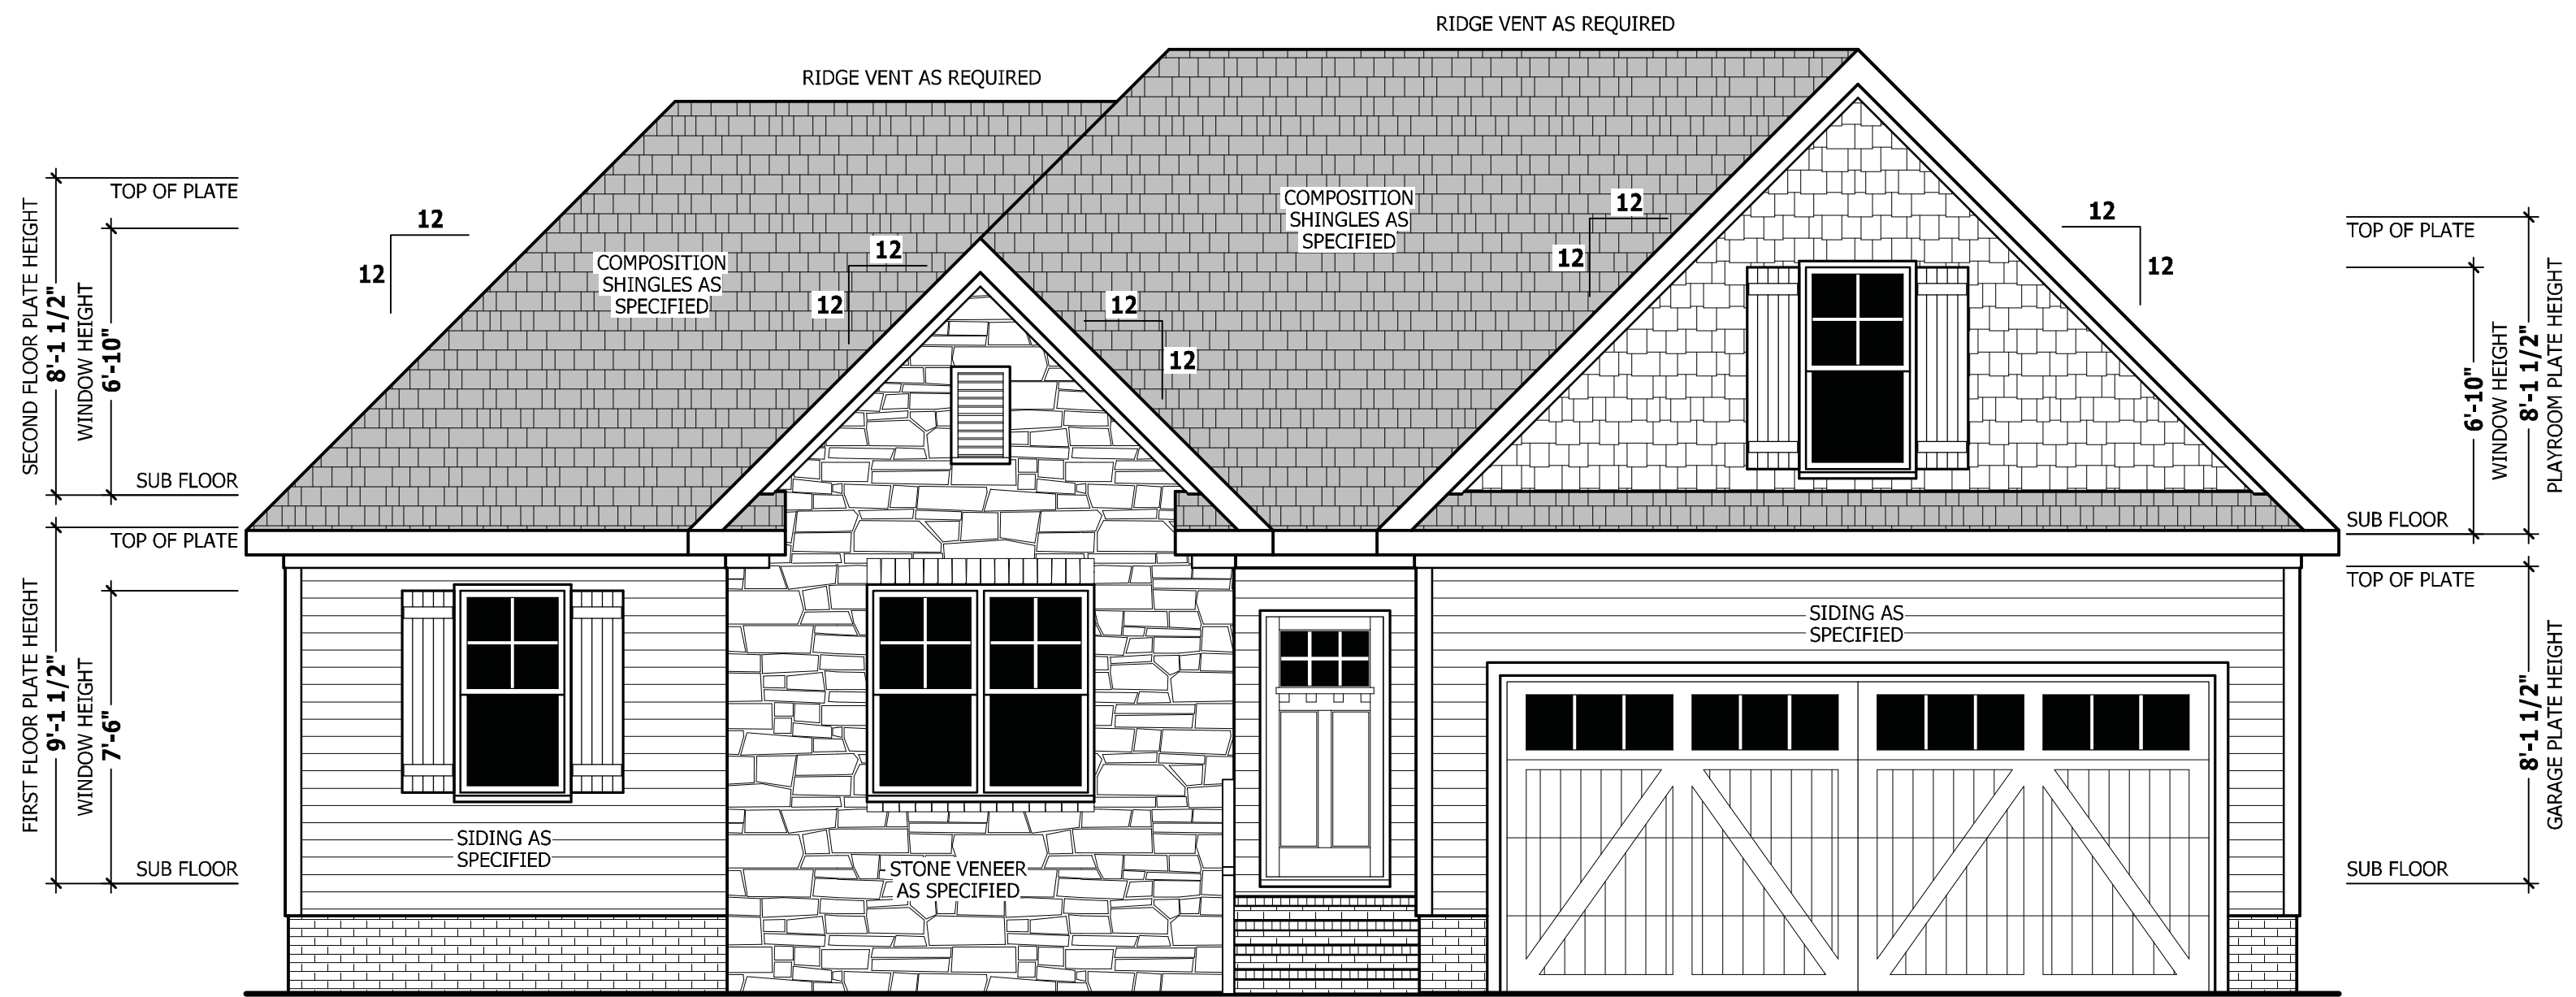 RIDGE VENT AS REQUIRED
RIDGE VENT AS REQUIRED
SECOND FLOOR PLATE HEIGHT
8'-1 1/2"
WINDOW HEIGHT
6'-10"
TOP OF PLATE
SUB FLOOR
FIRST FLOOR PLATE HEIGHT
9'-1 1/2"
WINDOW HEIGHT
7'-6"
TOP OF PLATE
SUB FLOOR
12
12
COMPOSITION
SHINGLES AS
SPECIFIED
12
12
12
12
COMPOSITION
SHINGLES AS
SPECIFIED
12
12
12
12
SIDING AS
SPECIFIED
STONE VENEER
AS SPECIFIED
SIDING AS
SPECIFIED
TOP OF PLATE
6'-10"
WINDOW HEIGHT
8'-1 1/2"
PLAYROOM PLATE HEIGHT
SUB FLOOR
TOP OF PLATE
8'-1 1/2"
GARAGE PLATE HEIGHT
SUB FLOOR